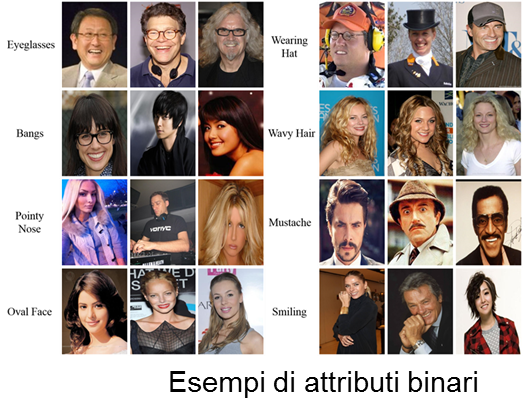 Eyeglasses
Wearing
Hat
Bangs
Wavy Hair
Pointy
Nose
Mustache
Oval Face
Smiling
Esempi di attributi binari